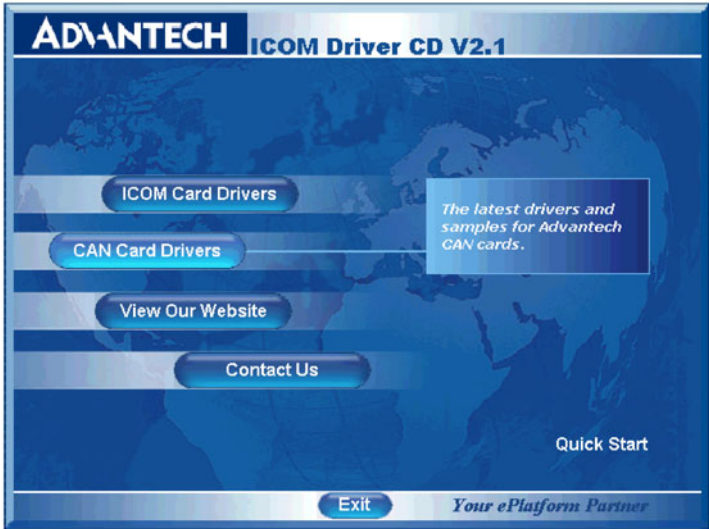 ADVANTECH ICOM Driver CD V2.1
ICOM Card Drivers
CAN Card Drivers
The latest drivers and
samples for Advantech
CAN cards.
View Our Website
Contact Us
Quick Start
Exit
Your ePlatform Partner